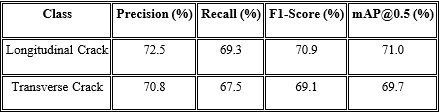 Class Precision (%) Recall (%) F1-Score (%) mAP@0.5 (%)
Longitudinal Crack 72.5 69.3 70.9 71.0
Transverse Crack 70.8 67.5 69.1 69.7